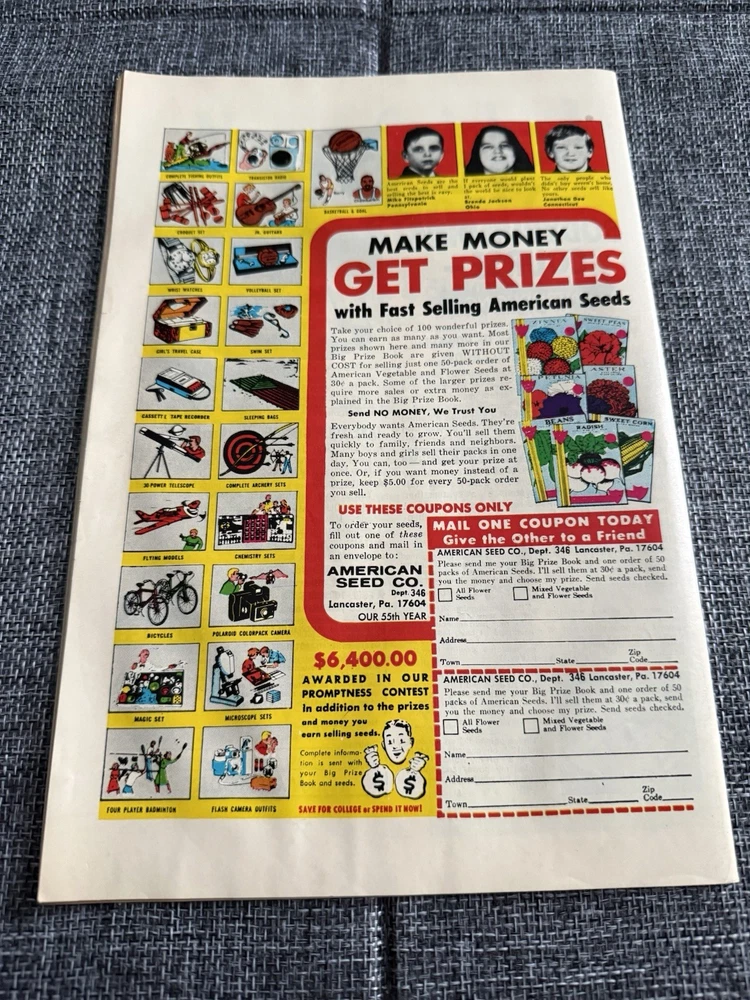 COMPLETE FISHING OUTFITS
TRANSISTOR RADIO
CROQUET SET
JR. GUITARS
WRIST WATCHES
VOLLEYBALL SET
GIRL'S TRAVEL CASE
SWIM SET
CASSETTE TAPE RECORDER
SLEEPING BAGS
30 POWER TELESCOPE
COMPLETE ARCHERY SETS
FLYING MODELS
CHEMISTRY SETS
BICYCLES
POLAROID COLORPACK CAMERA
MAGIC SET
MICROSCOPE SETS
FOUR PLAYER BADMINTON
FLASH CAMERA OUTFITS
BASKETBALL & GOAL
American Seeds are the
best seeds to sell and
selling the best is easy.
Mike Fitzpatrick
Pennsylvania
If everyone would plant
1 pack of seeds, wouldn't
the world be nice to look
at.
Brenda Jackson
Ohio
The only people who
didn't buy weren't home.
No other seeds sell like
yours.
Jonathan Dee
Connecticut
MAKE MONEY
GET PRIZES
with Fast Selling American Seeds
Take your choice of 100 wonderful prizes.
You can earn as many as you want. Most
prizes shown here and many more in our
Big Prize Book are given WITHOUT
COST for selling just one 50-pack order of
American Vegetable and Flower Seeds at
30¢ a pack. Some of the larger prizes re-
quire more sales or extra money as ex-
plained in the Big Prize Book.
Send NO MONEY, We Trust You
Everybody wants American Seeds. They're
fresh and ready to grow. You'll sell them
quickly to family, friends and neighbors.
Many boys and girls sell their packs in one
day. You can, too — and get your prize at
once. Or, if you want money instead of a
prize, keep $5.00 for every 50-pack order
you sell.
ZINNIA
SWEET PEAS
PETUNIA
ASTER
BEANS
RADISH
SWEET CORN
USE THESE COUPONS ONLY
To order your seeds,
fill out one of these
coupons and mail in
an envelope to:
AMERICAN
SEED CO.
Dept. 346
Lancaster, Pa. 17604
OUR 55th YEAR
MAIL ONE COUPON TODAY
Give the Other to a Friend
AMERICAN SEED CO., Dept. 346 Lancaster, Pa. 17604
Please send me your Big Prize Book and one order of 50
packs of American Seeds. I'll sell them at 30¢ a pack, send
you the money and choose my prize. Send seeds checked.
All Flower
Seeds
Mixed Vegetable
and Flower Seeds
Name
Address
Town State Zip Code
AMERICAN SEED CO., Dept. 346 Lancaster, Pa. 17604
Please send me your Big Prize Book and one order of 50
packs of American Seeds. I'll sell them at 30¢ a pack, send
you the money and choose my prize. Send seeds checked.
All Flower
Seeds
Mixed Vegetable
and Flower Seeds
Name
Address
Town State Zip Code
$6,400.00
AWARDED IN OUR
PROMPTNESS CONTEST
In addition to the prizes
and money you
earn selling seeds.
Complete informa-
tion is sent with
your Big Prize
Book and seeds.
$ $
SAVE FOR COLLEGE or SPEND IT NOW!